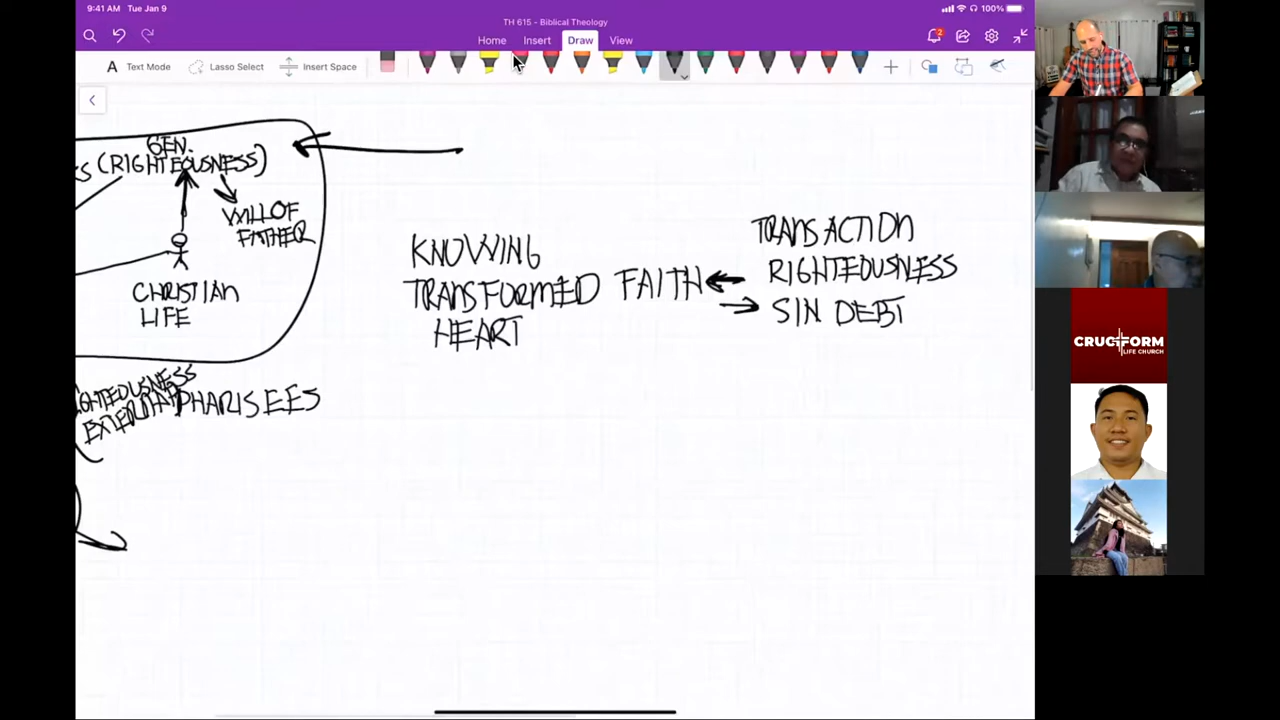 9:41 AM Tue Jan 9
100%
TH 615 - Biblical Theology
Home Insert Draw View
2
A Text Mode Lasso Select Insert Space
GEN.
(RIGHTEOUSNESS)
WILL OF
FATHER
CHRISTIAN
LIFE
EXTERNAL PHARISEES
KNOWING
TRANSFORMED FAITH
HEART
TRANSACTION
RIGHTEOUSNESS
SIN DEBT
CRUCIFORM
LIFE CHURCH